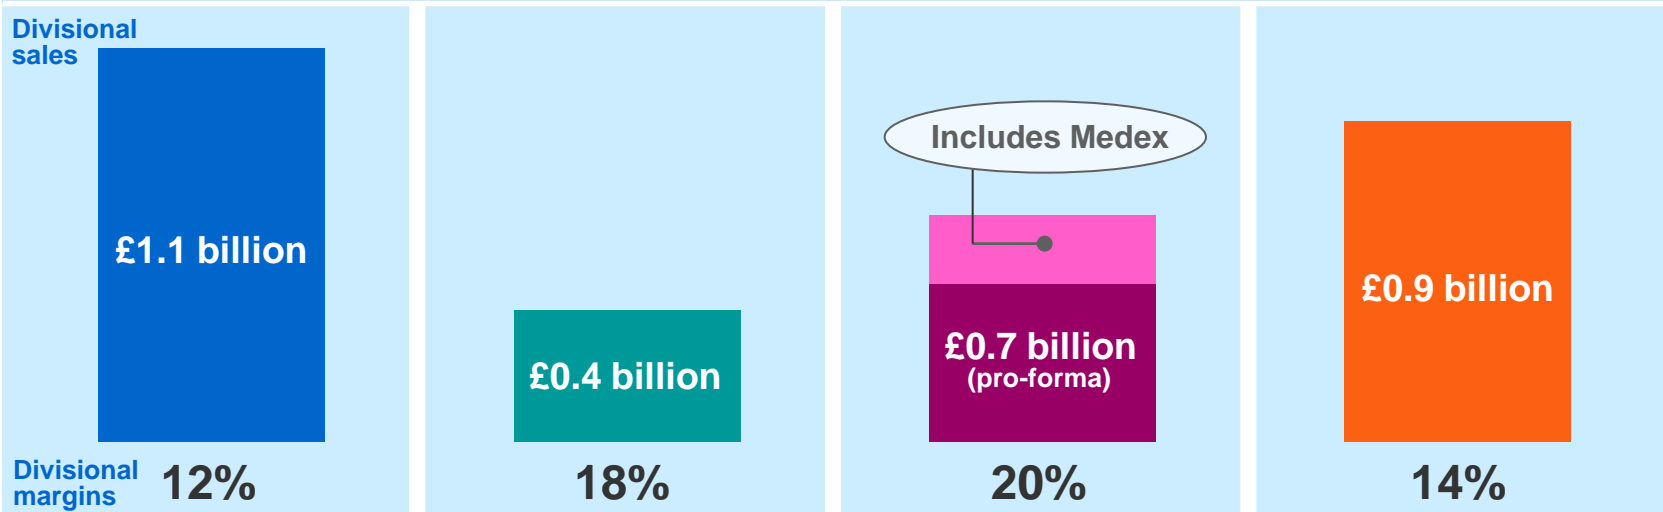 Divisional
sales
£1.1 billion
£0.4 billion
Includes Medex
£0.7 billion
(pro-forma)
£0.9 billion
Divisional
margins
12%
18%
20%
14%